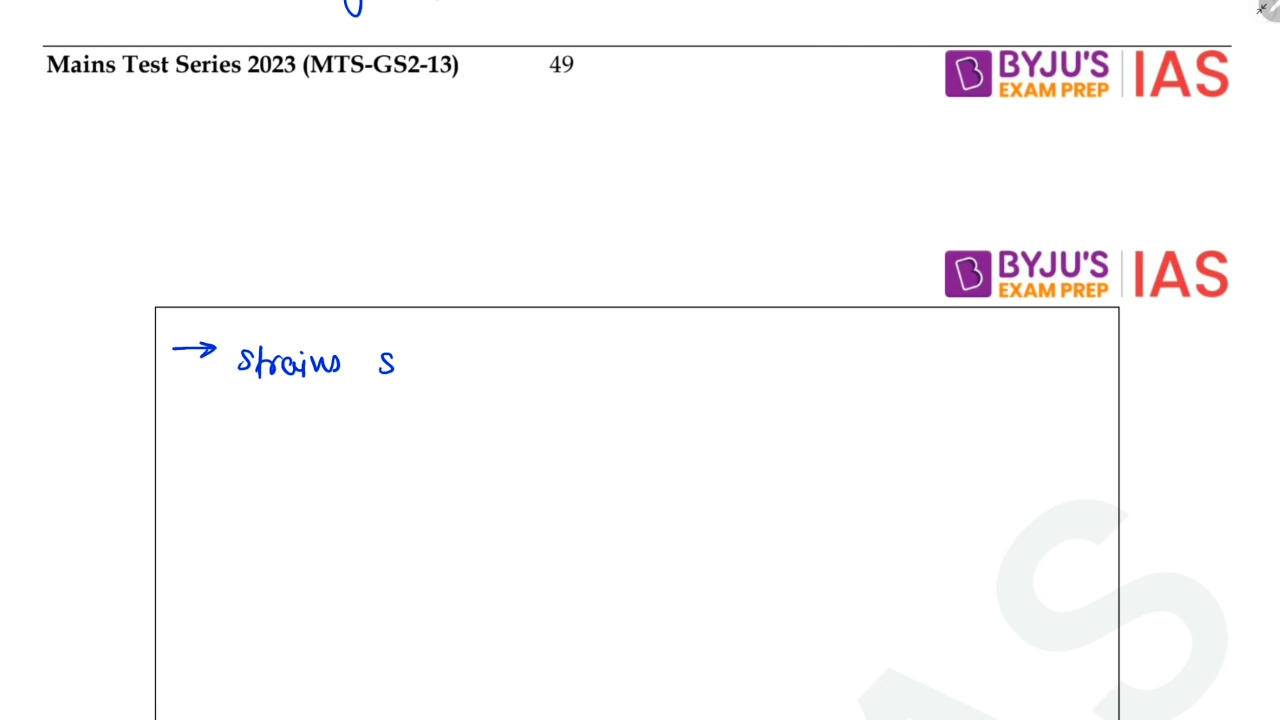 Mains Test Series 2023 (MTS-GS2-13) 49 BYJU'S EXAM PREP IAS
BYJU'S EXAM PREP IAS
→ strains s